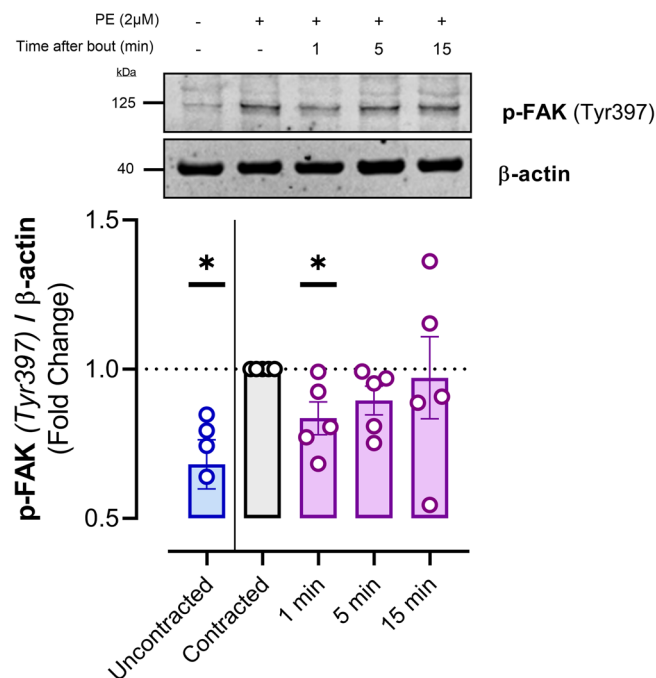 PE (2μM) - + + + +
Time after bout (min) - - 1 5 15
kDa
125
p-FAK (Tyr397)
40
β-actin
p-FAK (Tyr397) / β-actin
(Fold Change)
1.5
1.0
0.5
*
*
Uncontracted
Contracted
1 min
5 min
15 min